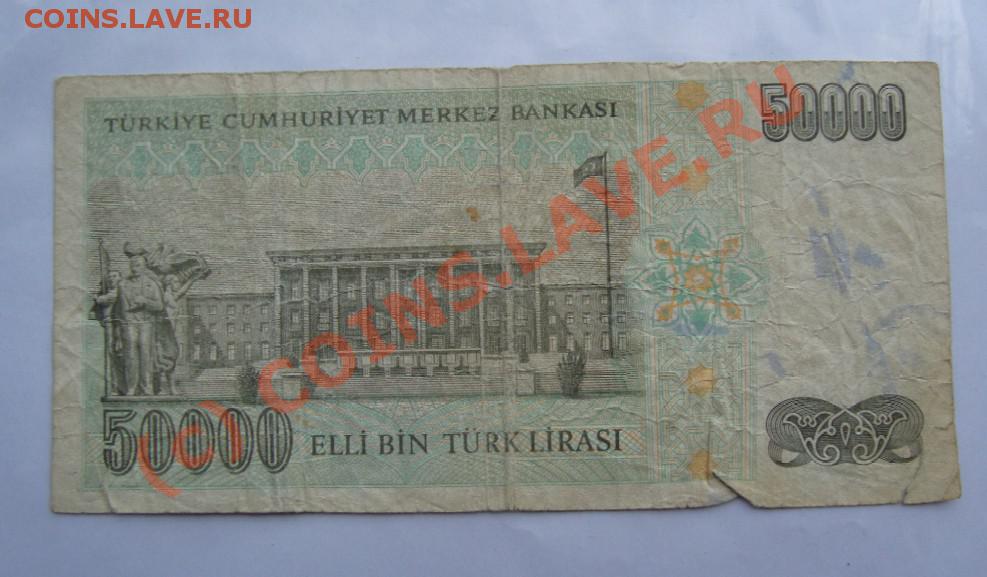 COINS.LAVE.RU
TÜRKİYE CUMHURİYET MERKEZ BANKASI
50000
(C) COINS.LAVE.RU
50000
ELLİ BİN TÜRK LİRASI